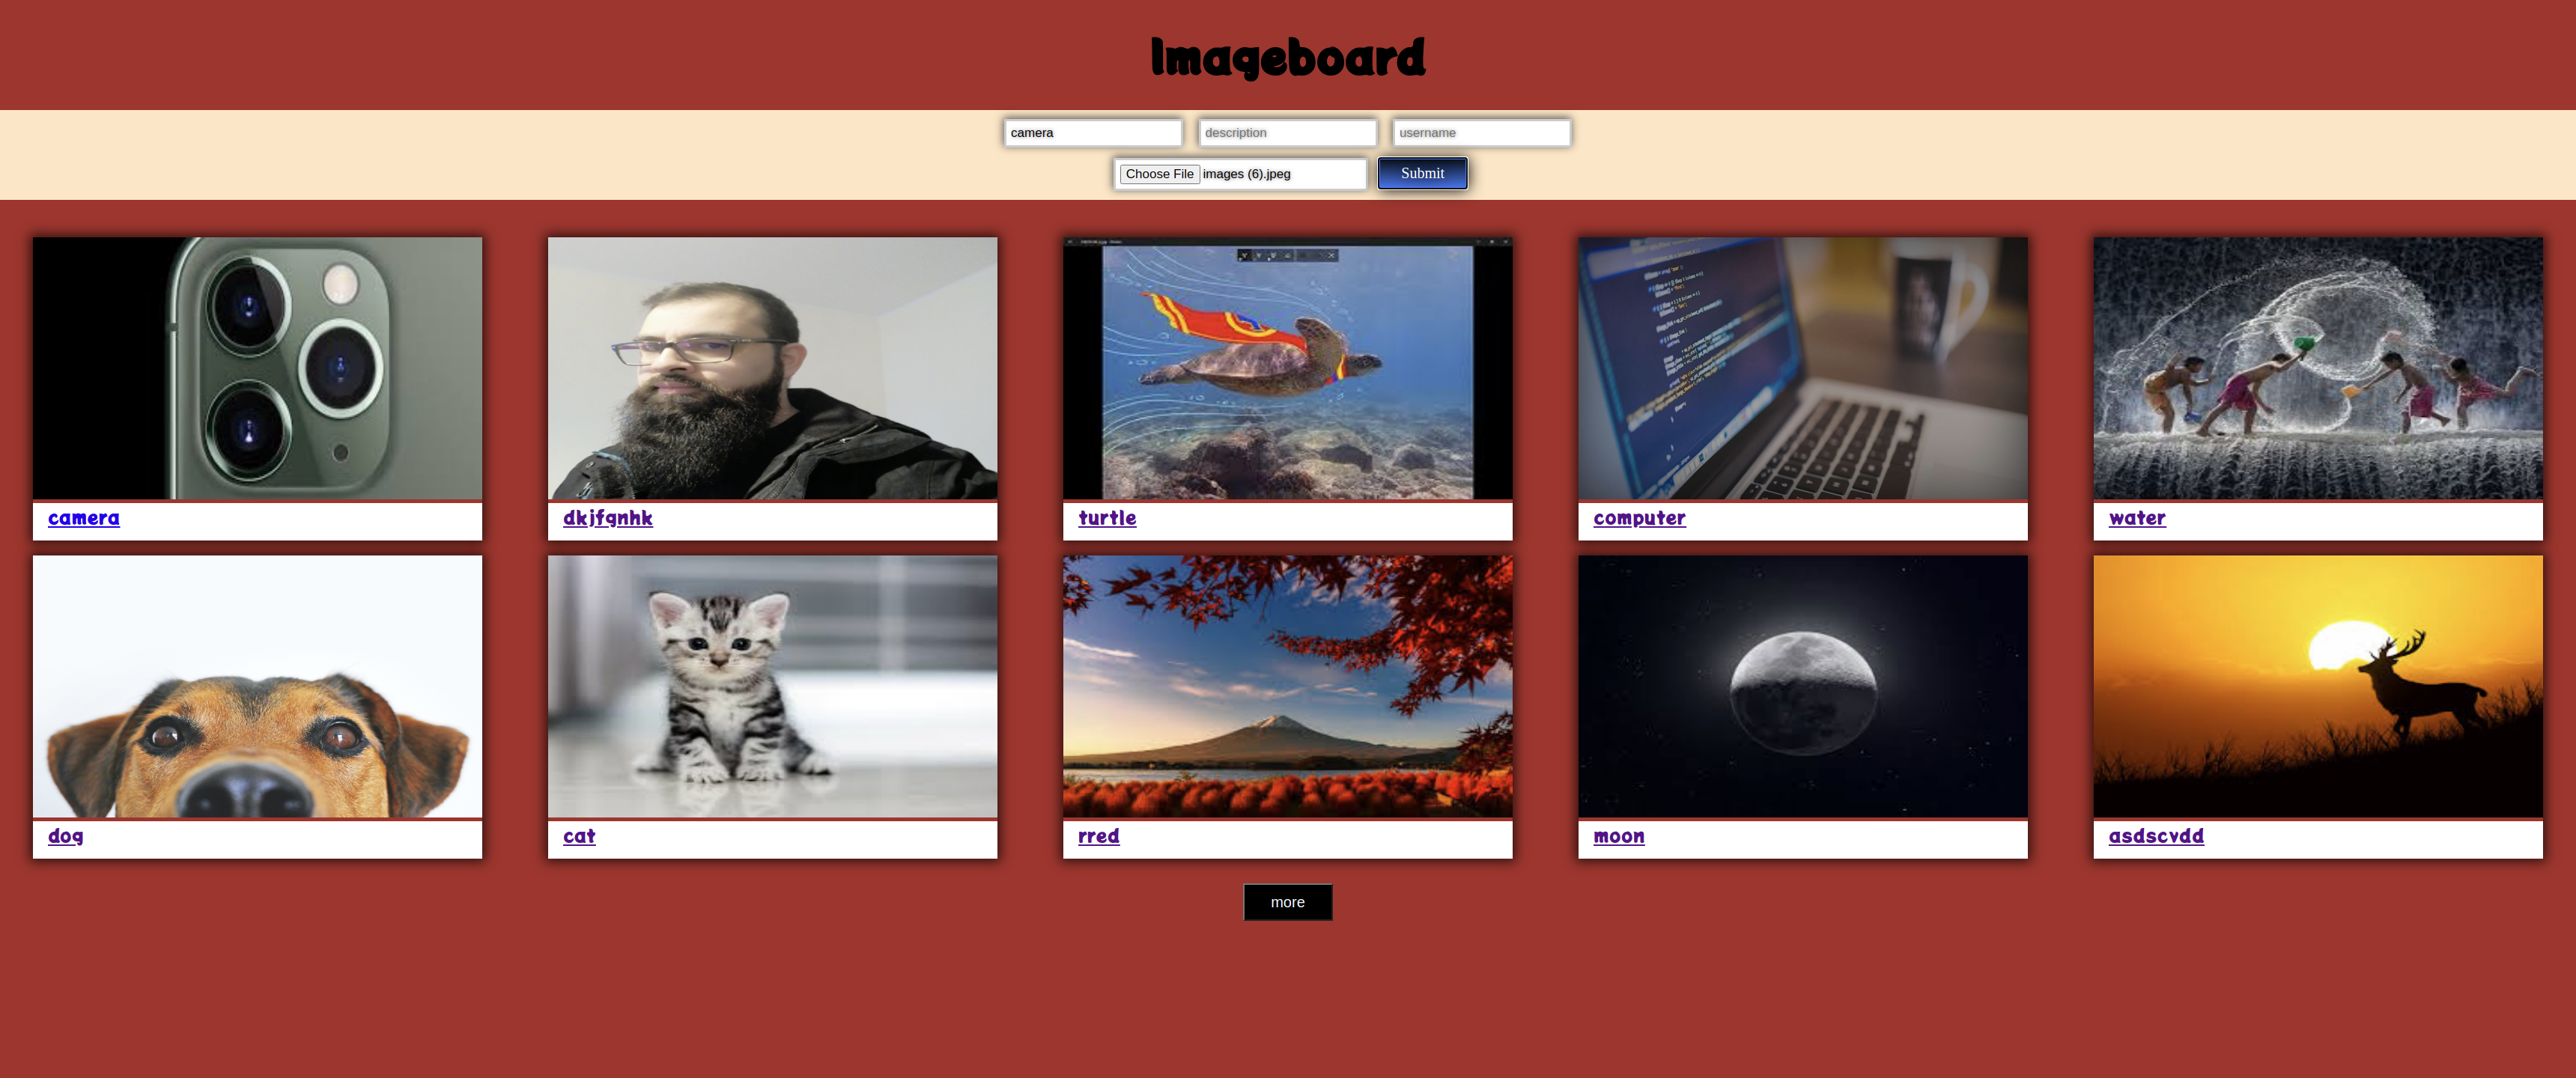 Imageboard
camera description username
Choose File images (6).jpeg Submit
camera dkjfgnhk turtle computer water
dog cat rred moon asdscvdd
more